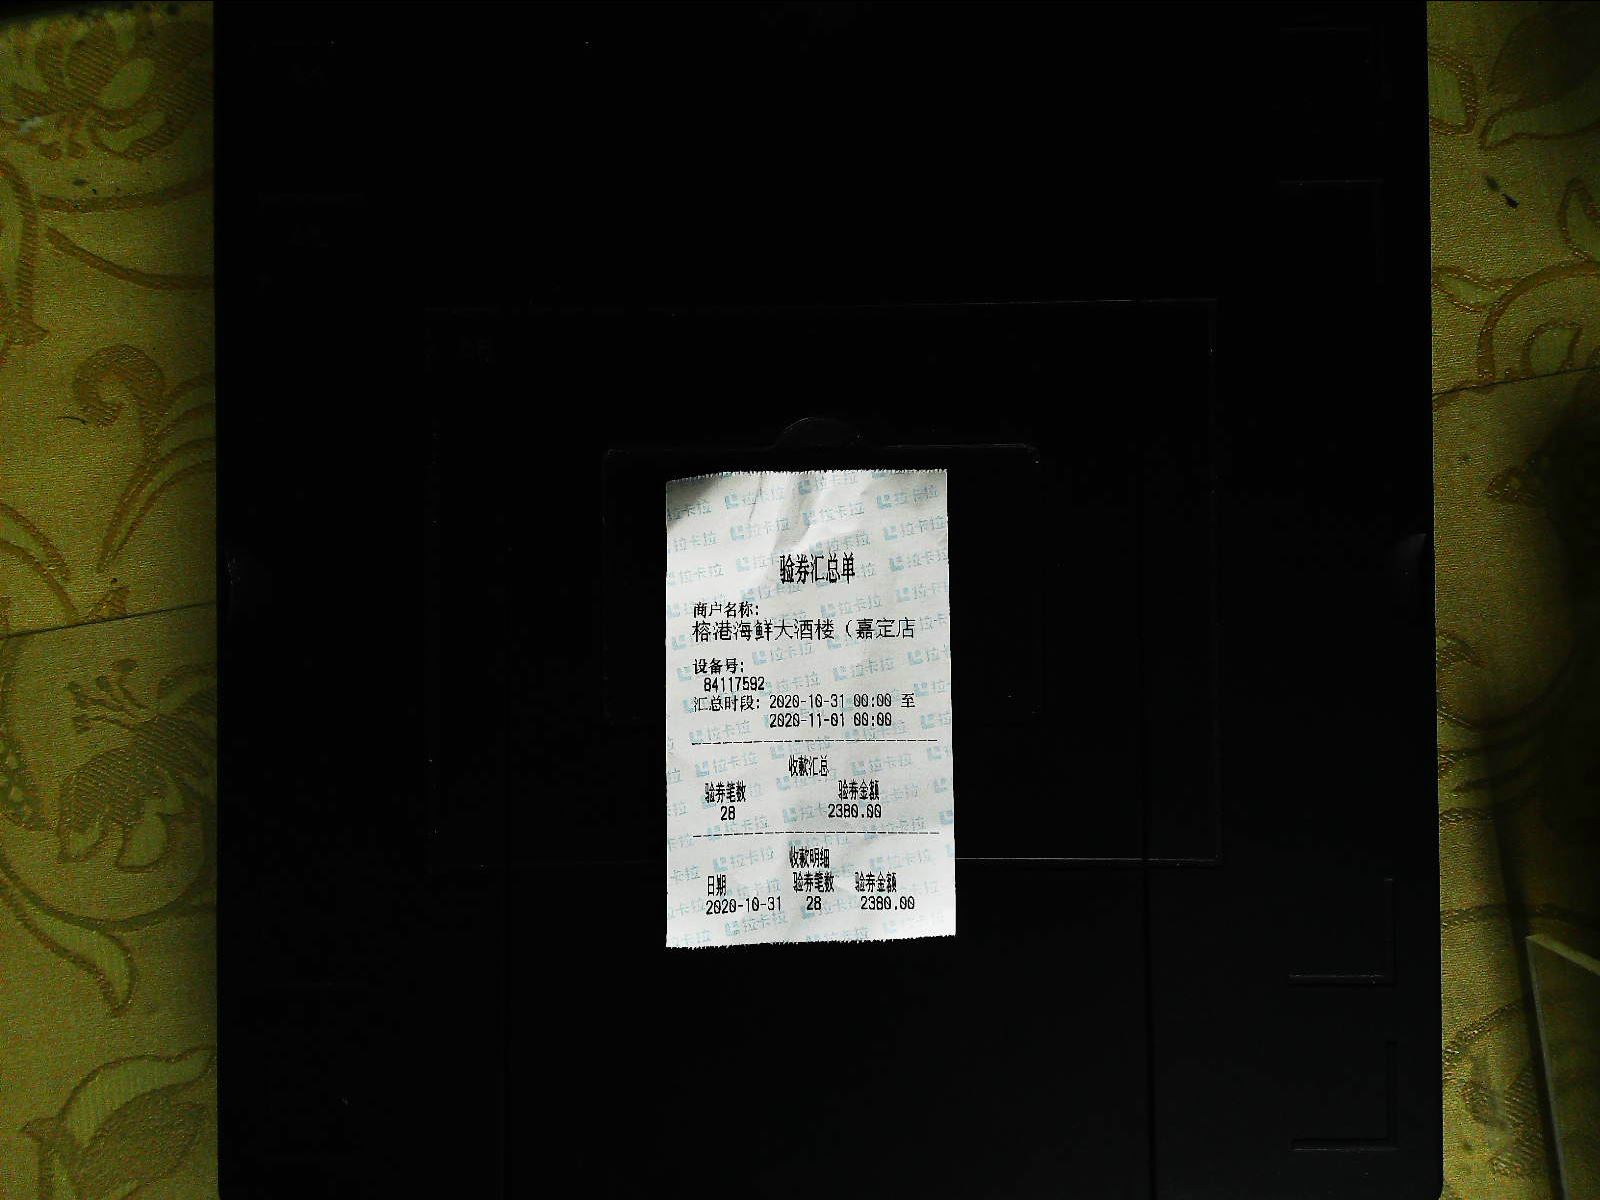 验券汇总单
商户名称:
榕港海鲜大酒楼（嘉定店
设备号:
84117592
汇总时段: 2020-10-31 00:00 至
2020-11-01 00:00
收款汇总
验券笔数 验券金额
28 2380.00
收款明细
日期 验券笔数 验券金额
2020-10-31 28 2380.00
拉卡拉